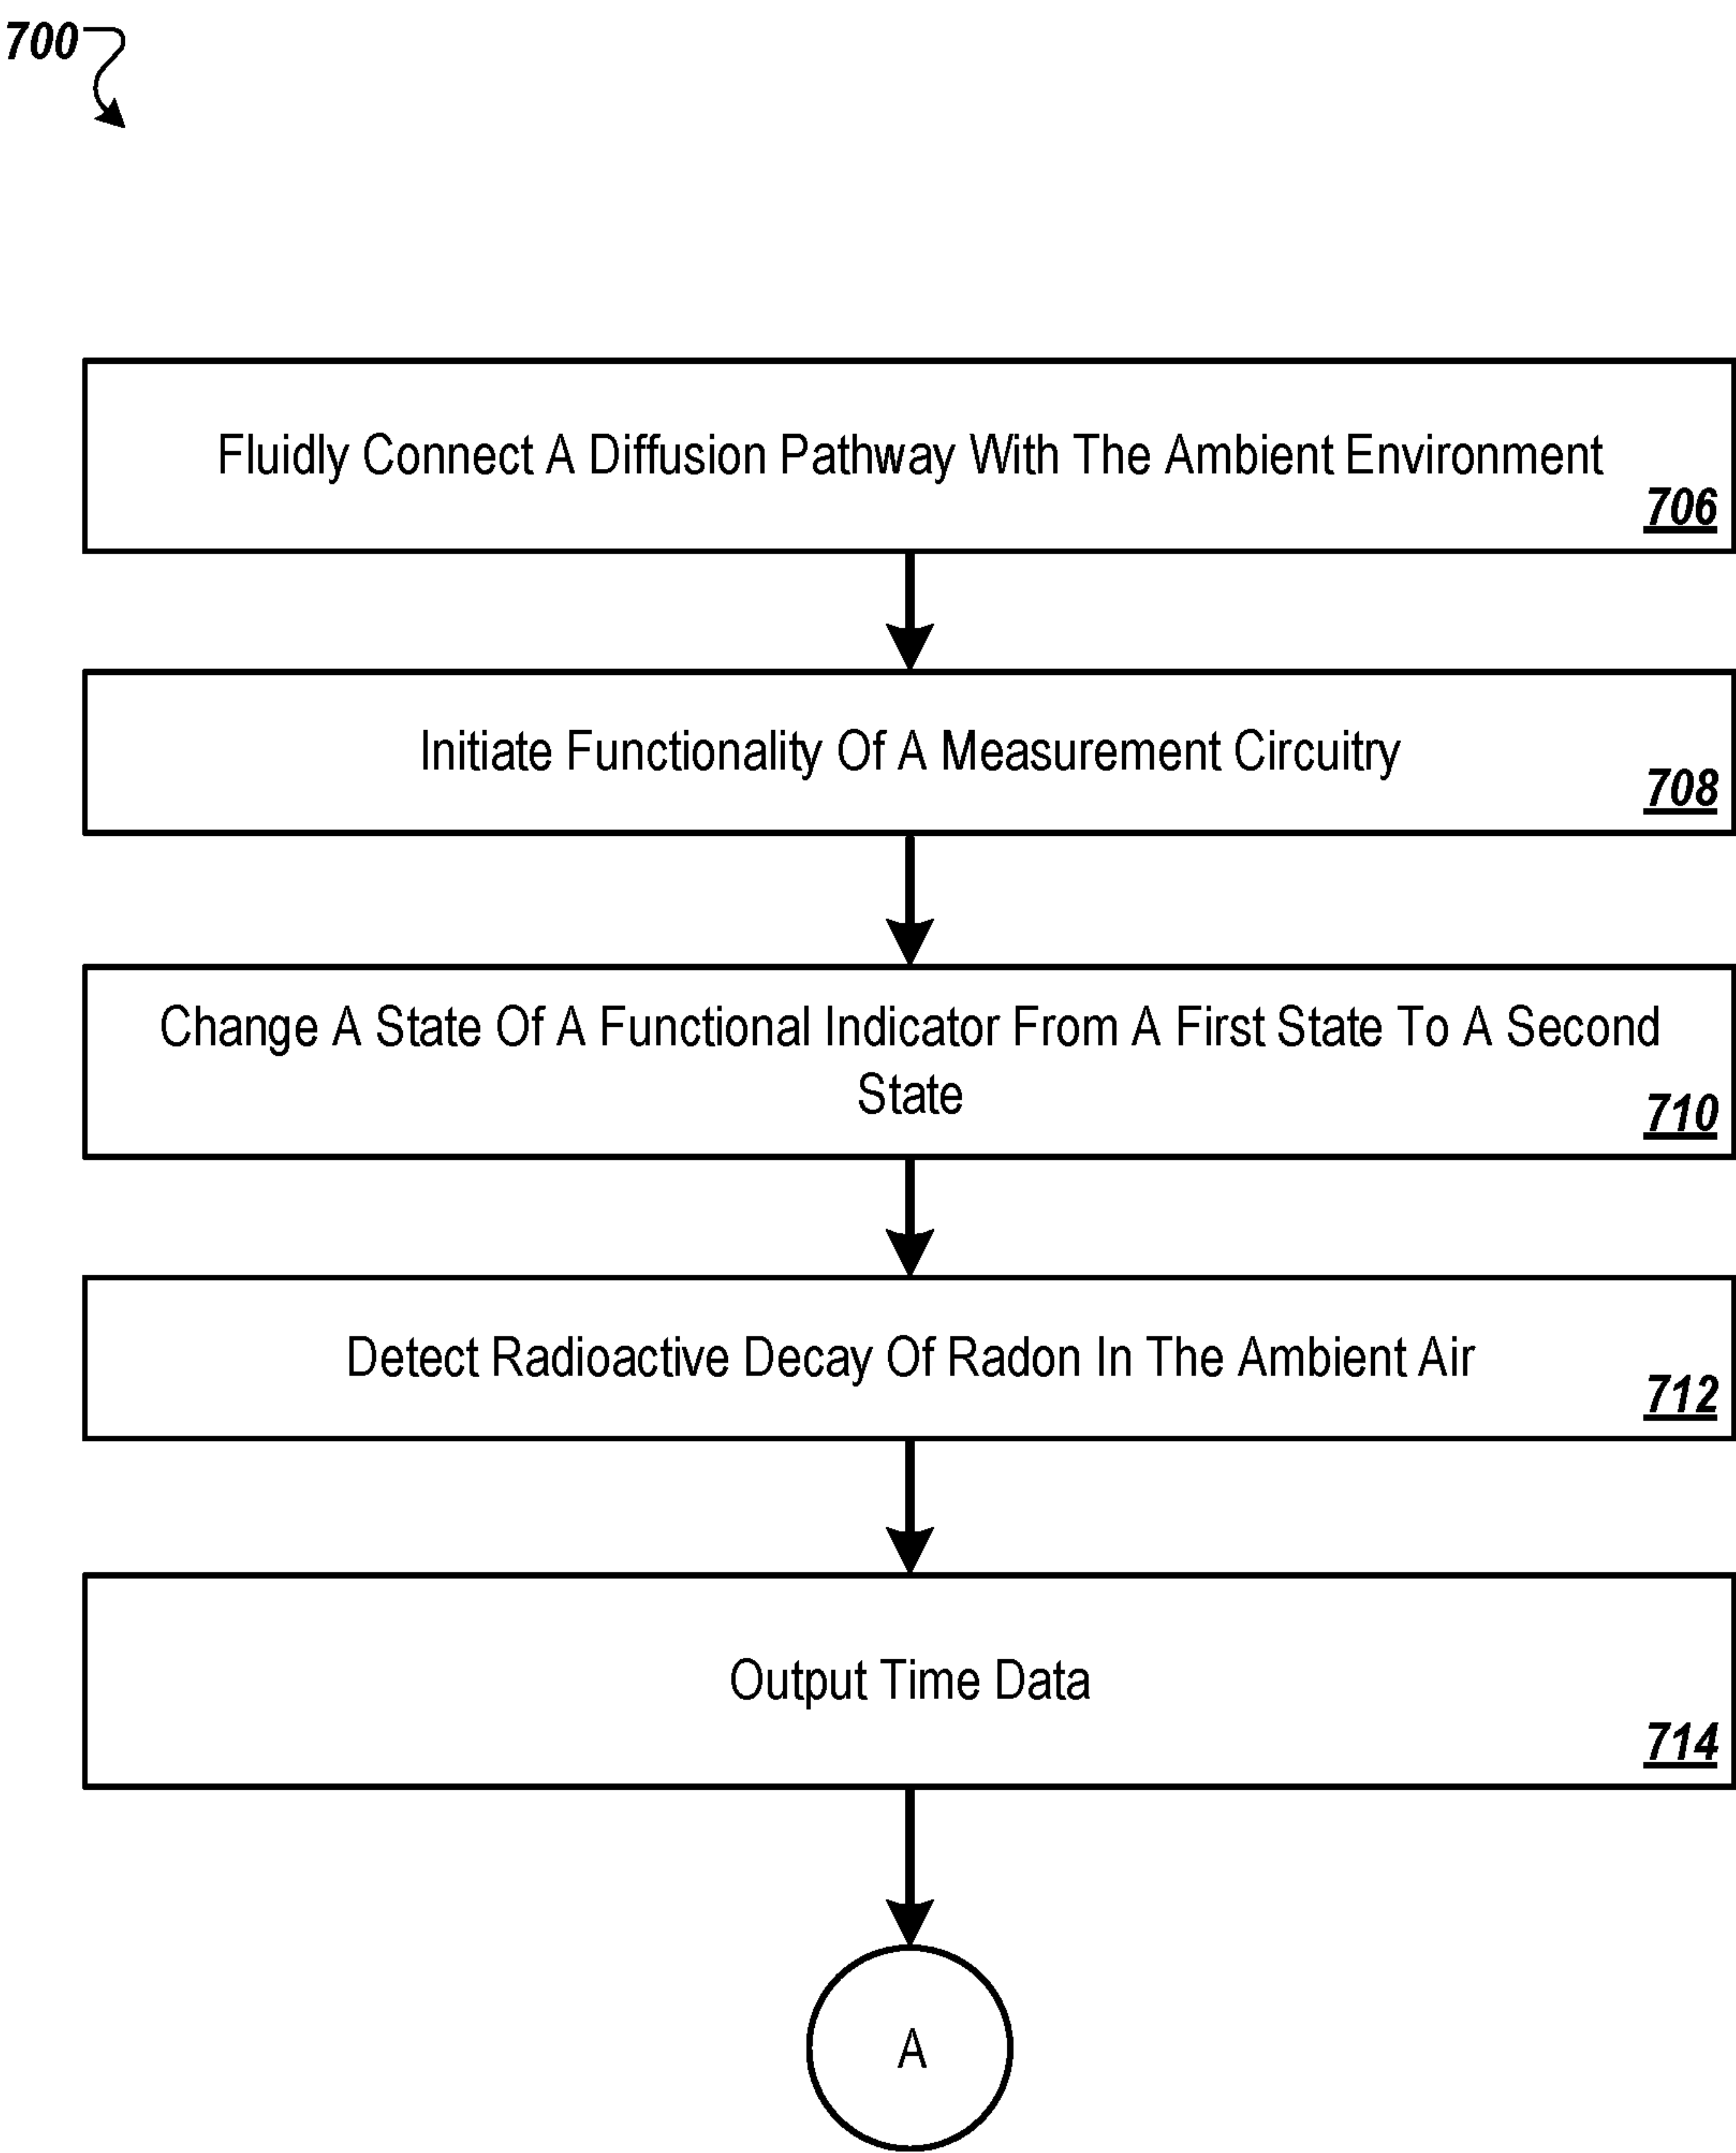 700
Fluidly Connect A Diffusion Pathway With The Ambient Environment
706
Initiate Functionality Of A Measurement Circuitry
708
Change A State Of A Functional Indicator From A First State To A Second
State
710
Detect Radioactive Decay Of Radon In The Ambient Air
712
Output Time Data
714
A